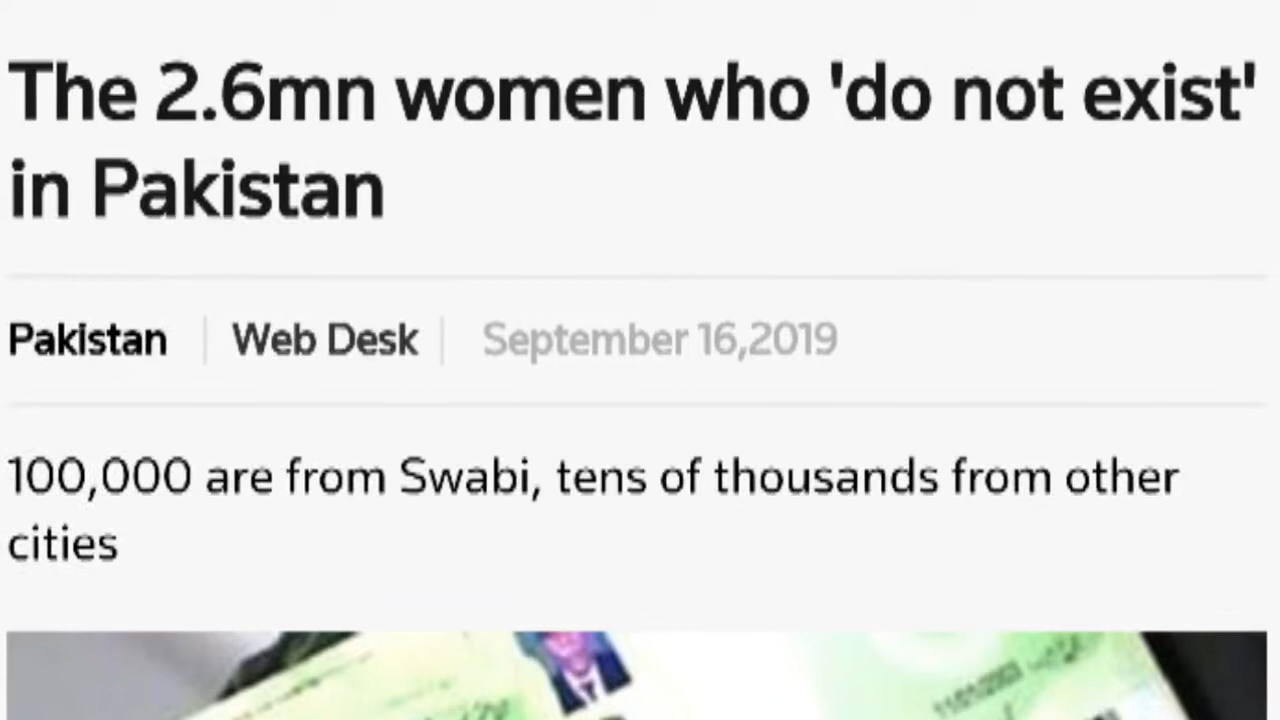 The 2.6mn women who 'do not exist'
in Pakistan
Pakistan Web Desk September 16,2019
100,000 are from Swabi, tens of thousands from other
cities